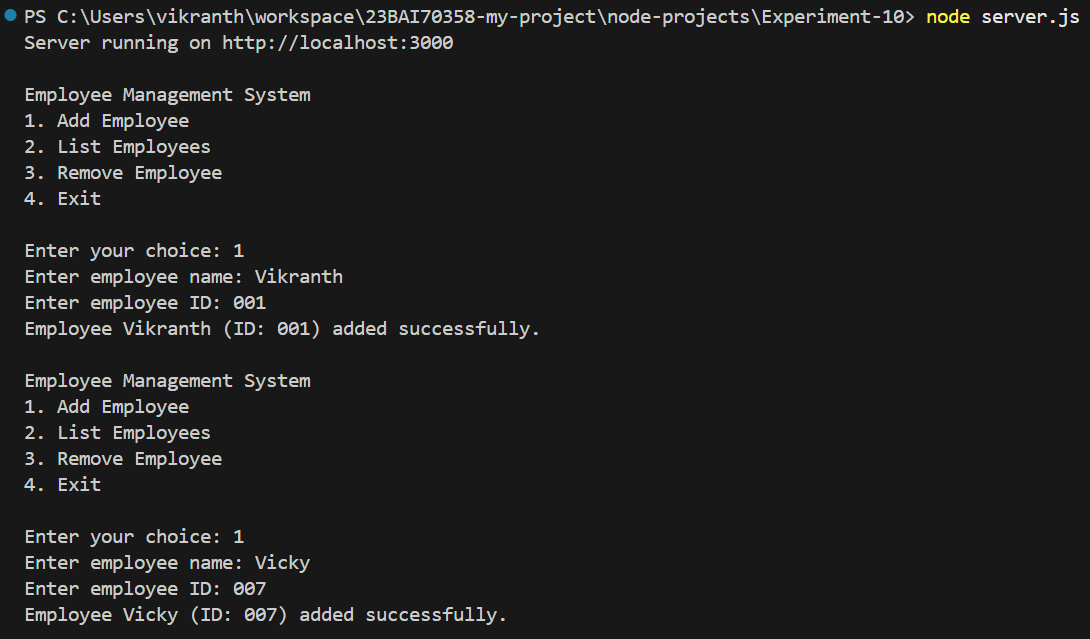 PS C:\Users\vikranth\workspace\23BAI70358-my-project\node-projects\Experiment-10> node server.js
Server running on http://localhost:3000
Employee Management System
1. Add Employee
2. List Employees
3. Remove Employee
4. Exit
Enter your choice: 1
Enter employee name: Vikranth
Enter employee ID: 001
Employee Vikranth (ID: 001) added successfully.
Employee Management System
1. Add Employee
2. List Employees
3. Remove Employee
4. Exit
Enter your choice: 1
Enter employee name: Vicky
Enter employee ID: 007
Employee Vicky (ID: 007) added successfully.